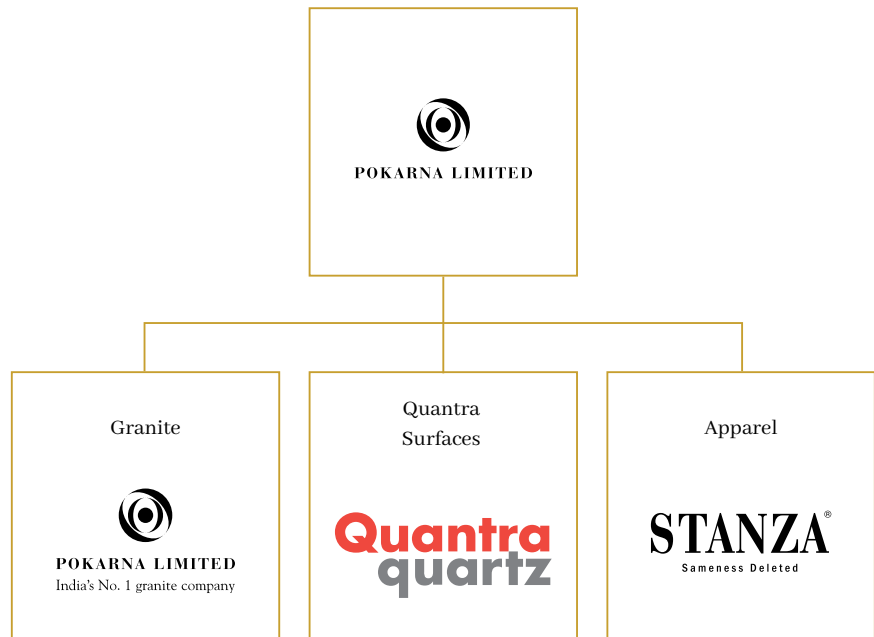 POKARNA LIMITED
Granite
Quantra
Surfaces
Apparel
POKARNA LIMITED
India's No. 1 granite company
Quantra
quartz
STANZA®
Sameness Deleted